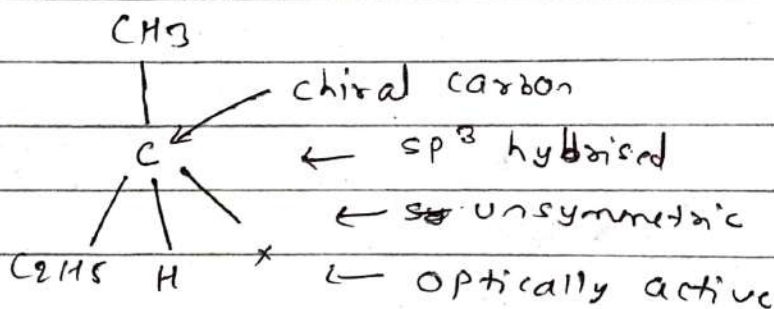 CH3
chiral carbon
C ← sp³ hybrised
← unsymmetric
C2H5 H x ← optically active